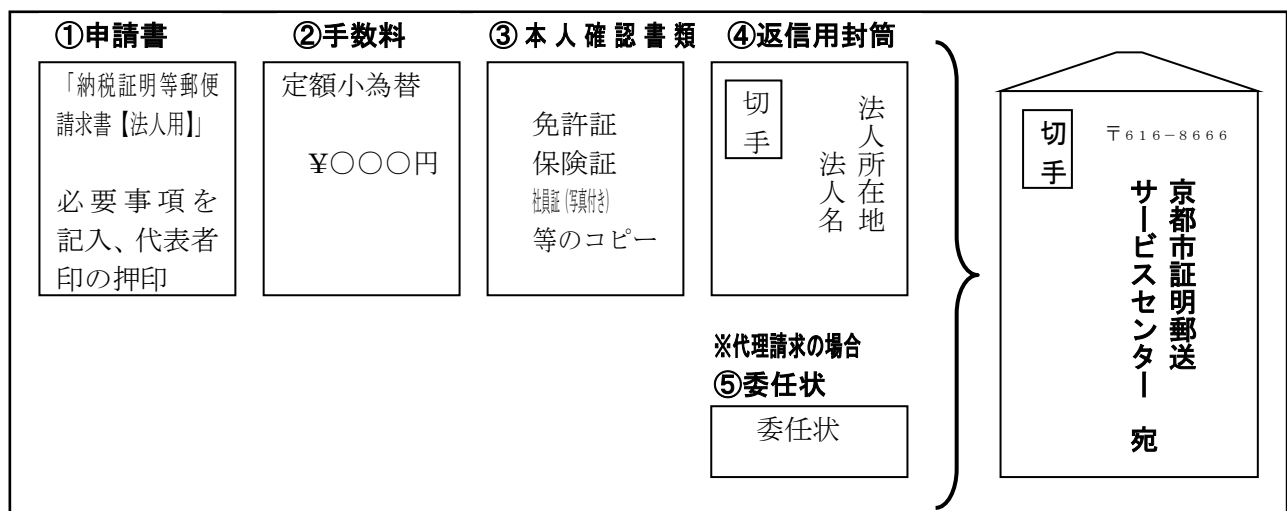 ①申請書
「納税証明等郵便
請求書【法人用】」
必要事項を
記入、代表者
印の押印
②手数料
定額小為替
¥○○○円
③本人確認書類
免許証
保険証
社員証（写真付き）
等のコピー
④返信用封筒
切手
法人所在地
法人名
※代理請求の場合
⑤委任状
委任状
切手
〒616-8666
京都市証明郵送
サービスセンター 宛